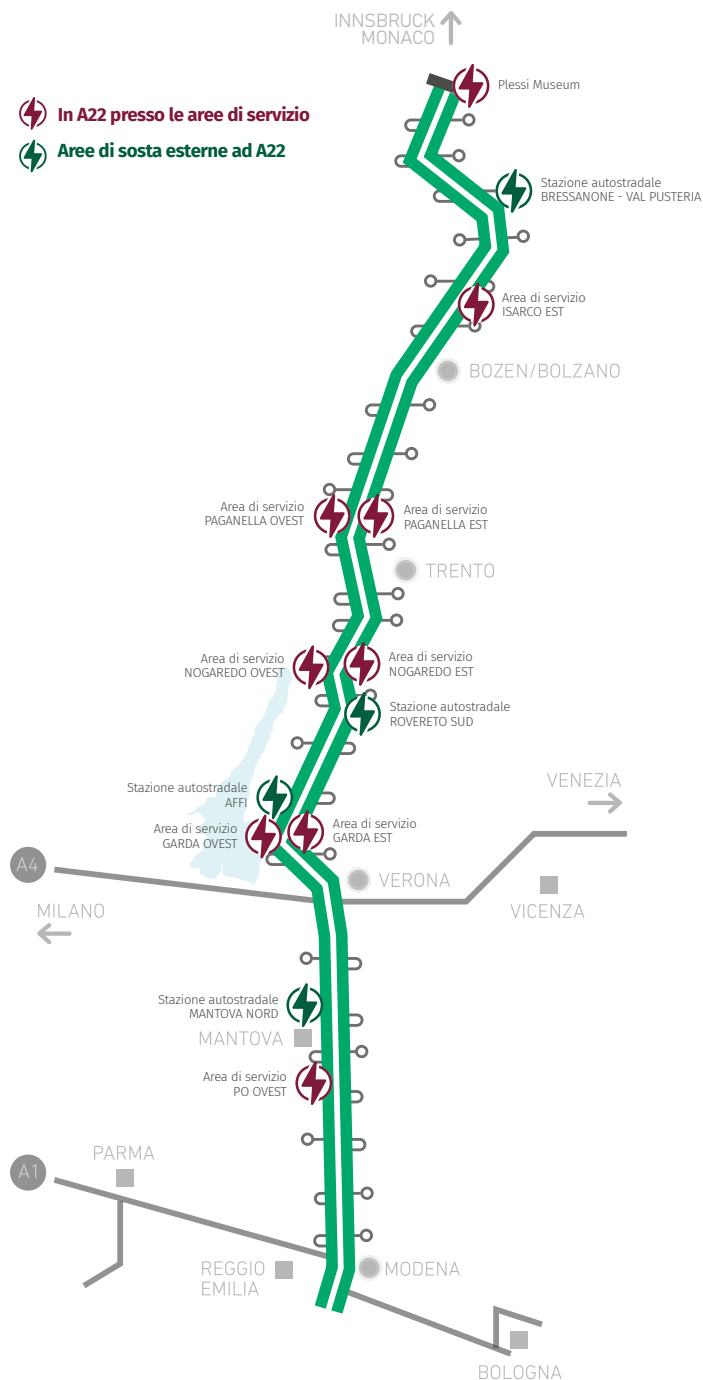 INNSBRUCK
MONACO
Plessi Museum
In A22 presso le aree di servizio
Aree di sosta esterne ad A22
Stazione autostradale
BRESSANONE - VAL PUSTERIA
Area di servizio
ISARCO EST
BOZEN/BOLZANO
Area di servizio
PAGANELLA OVEST
Area di servizio
PAGANELLA EST
TRENTO
Area di servizio
NOGAREDO OVEST
Area di servizio
NOGAREDO EST
Stazione autostradale
ROVERETO SUD
VENEZIA
Stazione autostradale
AFFI
Area di servizio
GARDA OVEST
Area di servizio
GARDA EST
A4
VERONA
MILANO
VICENZA
Stazione autostradale
MANTOVA NORD
MANTOVA
Area di servizio
PO OVEST
PARMA
A1
REGGIO
EMILIA
MODENA
BOLOGNA